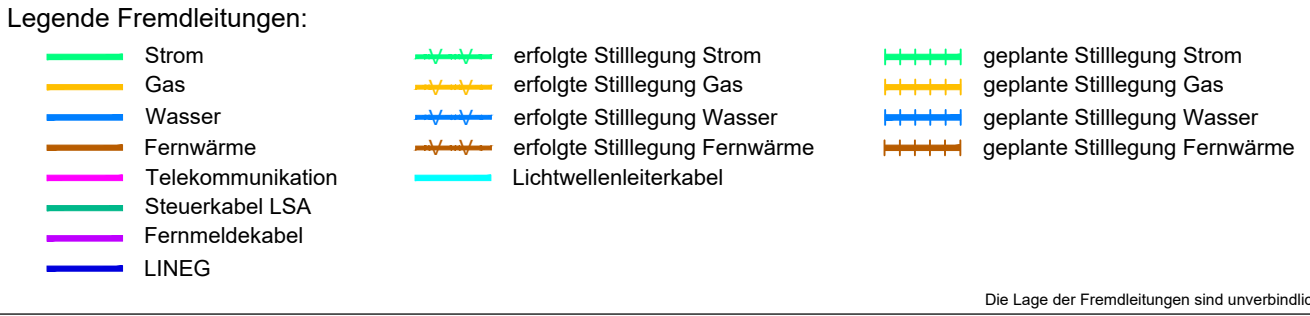 Legende Fremdleitungen:
Strom
Gas
Wasser
Fernwärme
Telekommunikation
Steuerkabel LSA
Fernmeldekabel
LINEG
erfolgte Stilllegung Strom
erfolgte Stilllegung Gas
erfolgte Stilllegung Wasser
erfolgte Stilllegung Fernwärme
Lichtwellenleiterkabel
geplante Stilllegung Strom
geplante Stilllegung Gas
geplante Stilllegung Wasser
geplante Stilllegung Fernwärme
Die Lage der Fremdleitungen sind unverbindlic